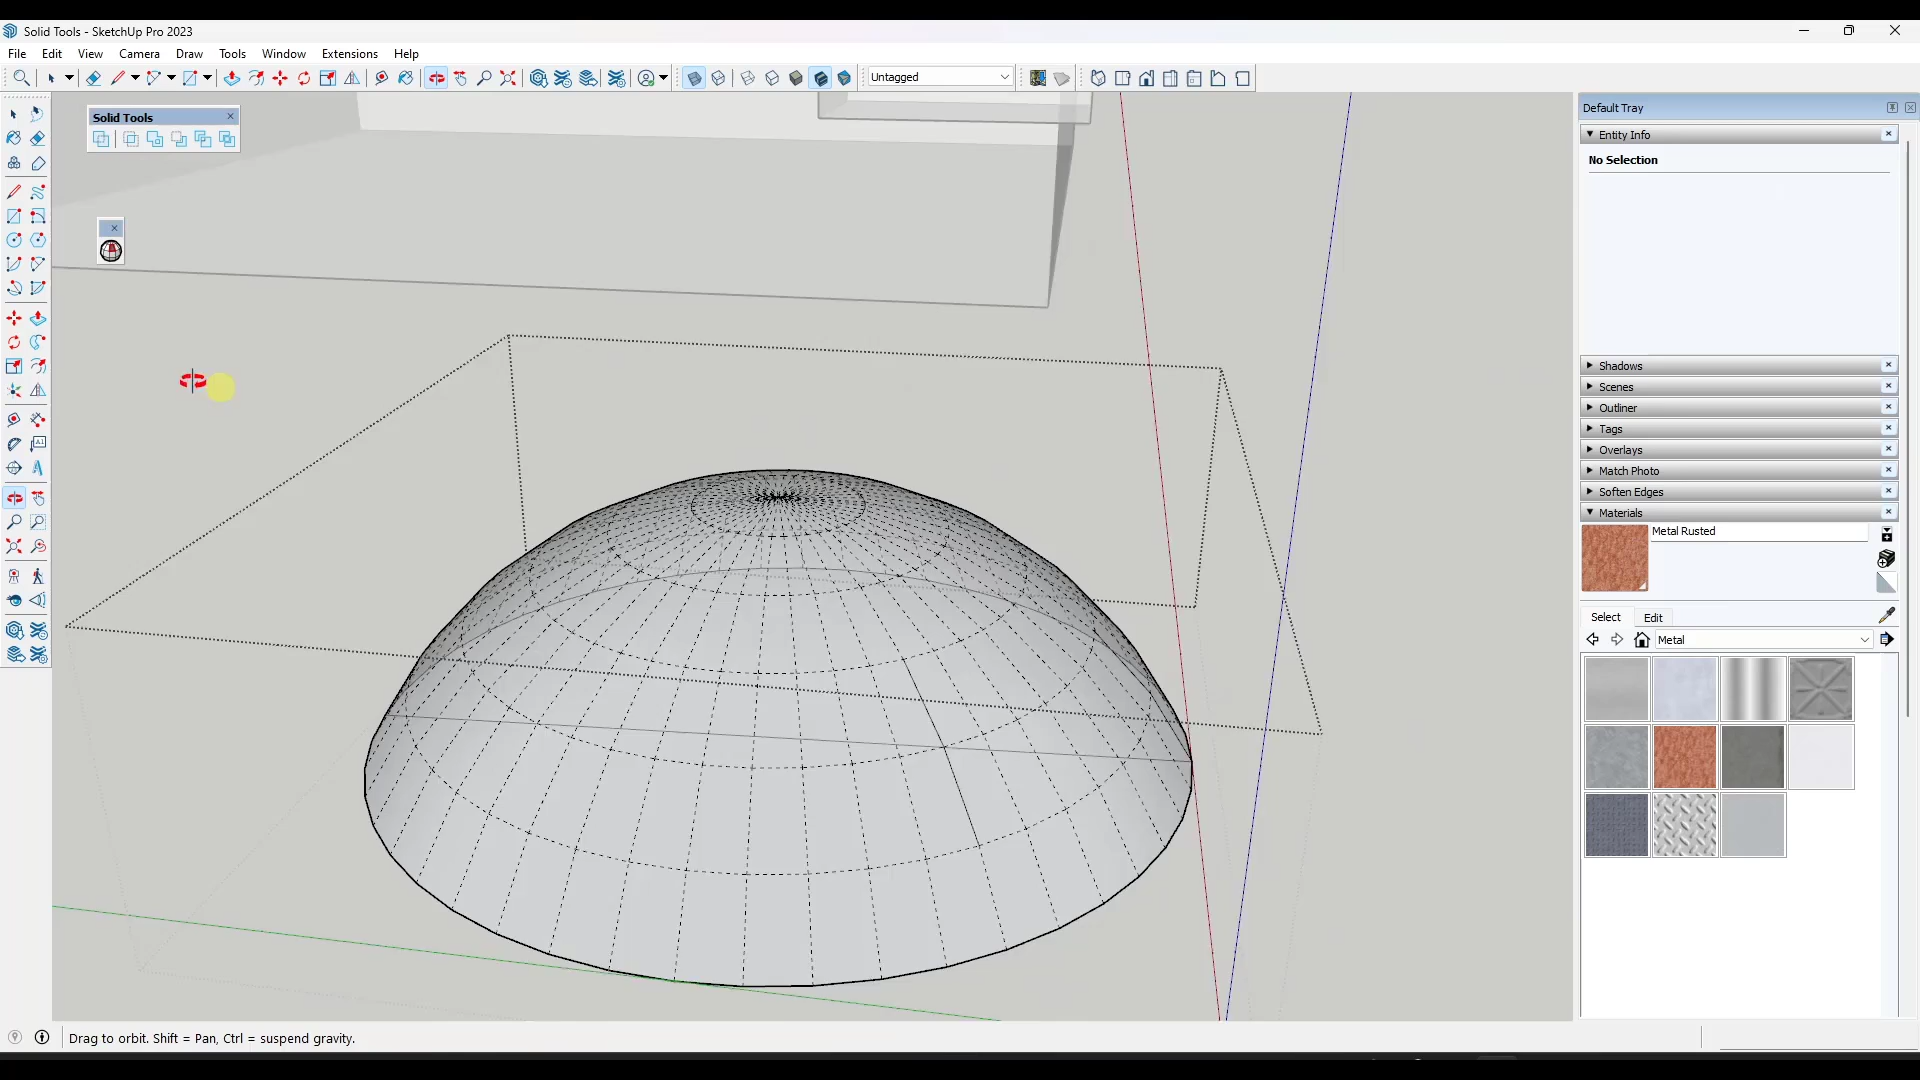 Solid Tools - SketchUp Pro 2023
File Edit View Camera Draw Tools Window Extensions Help
Untagged
Solid Tools
Default Tray
Entity Info
No Selection
Shadows
Scenes
Outliner
Tags
Overlays
Match Photo
Soften Edges
Materials
Metal Rusted
Select Edit
Metal
Drag to orbit. Shift = Pan, Ctrl = suspend gravity.